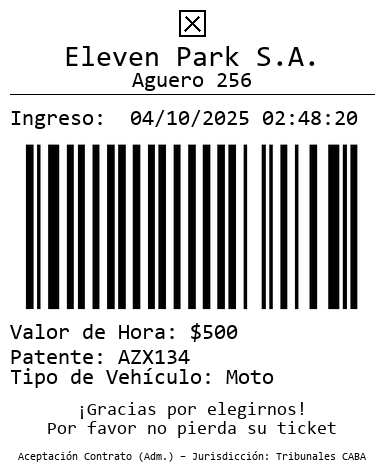 Eleven Park S.A.
Aguero 256
Ingreso: 04/10/2025 02:48:20
Valor de Hora: $500
Patente: AZX134
Tipo de Vehículo: Moto
¡Gracias por elegirnos!
Por favor no pierda su ticket
Aceptación Contrato (Adm.) – Jurisdicción: Tribunales CABA